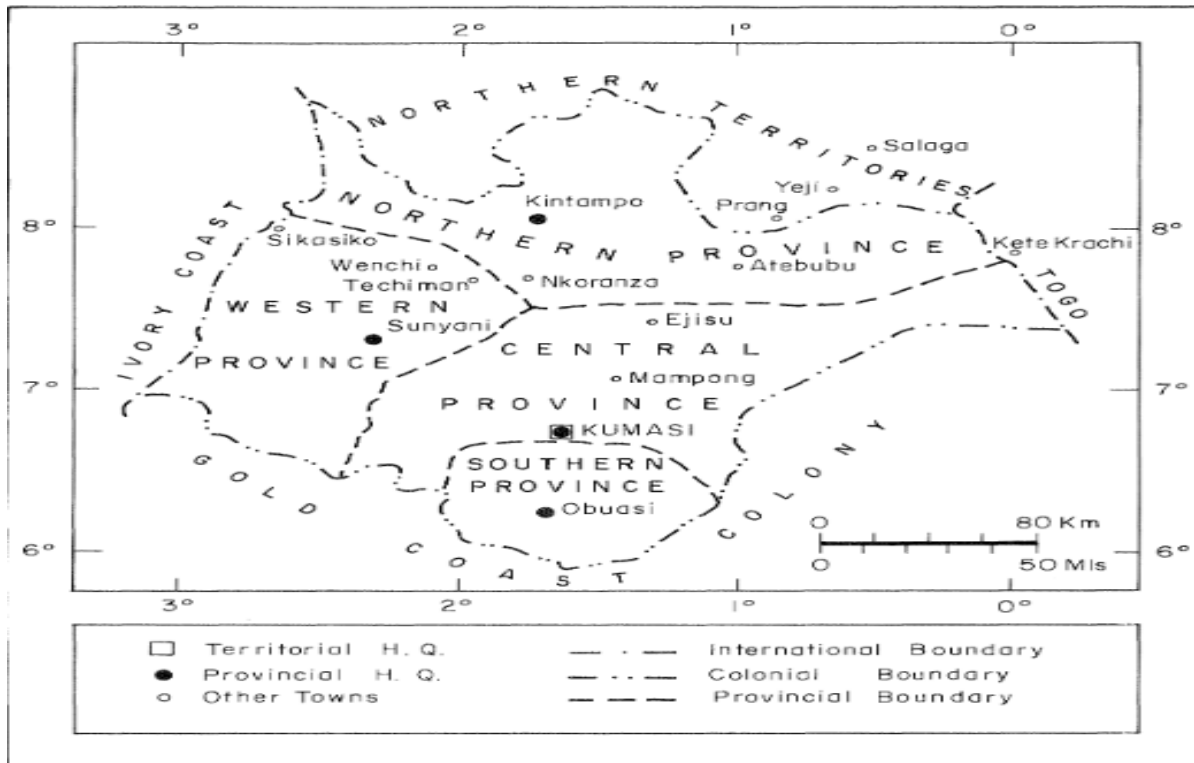 3° 2° 1° 0°
NORTHERN TERRITORIES
Salaga
Yeji
Prang
Kintampo
8° 8°
NORTHERN PROVINCE
Sikasiko
Kete Krachi
Wenchi
Atebubu
Techiman
Nkoranza
IVORY COAST
TOGO
WESTERN
PROVINCE
Sunyani
Ejisu
CENTRAL
PROVINCE
7° 7°
Mampong
KUMASI
SOUTHERN
PROVINCE
Obuasi
GOLD COAST COLONY
0 80 Km
0 50 Mls
6° 6°
3° 2° 1° 0°
Territorial H. Q.
International Boundary
Provincial H. Q.
Colonial Boundary
Other Towns
Provincial Boundary